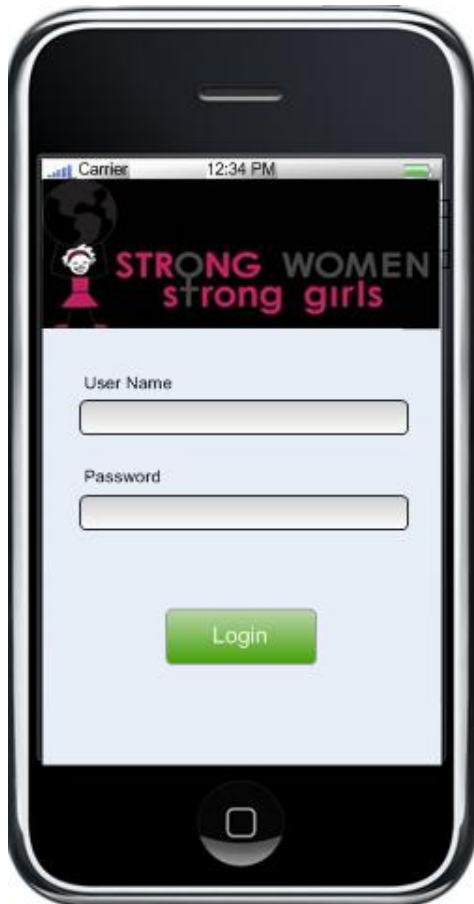 Carrier 12:34 PM
STRONG WOMEN
strong girls
User Name
Password
Login